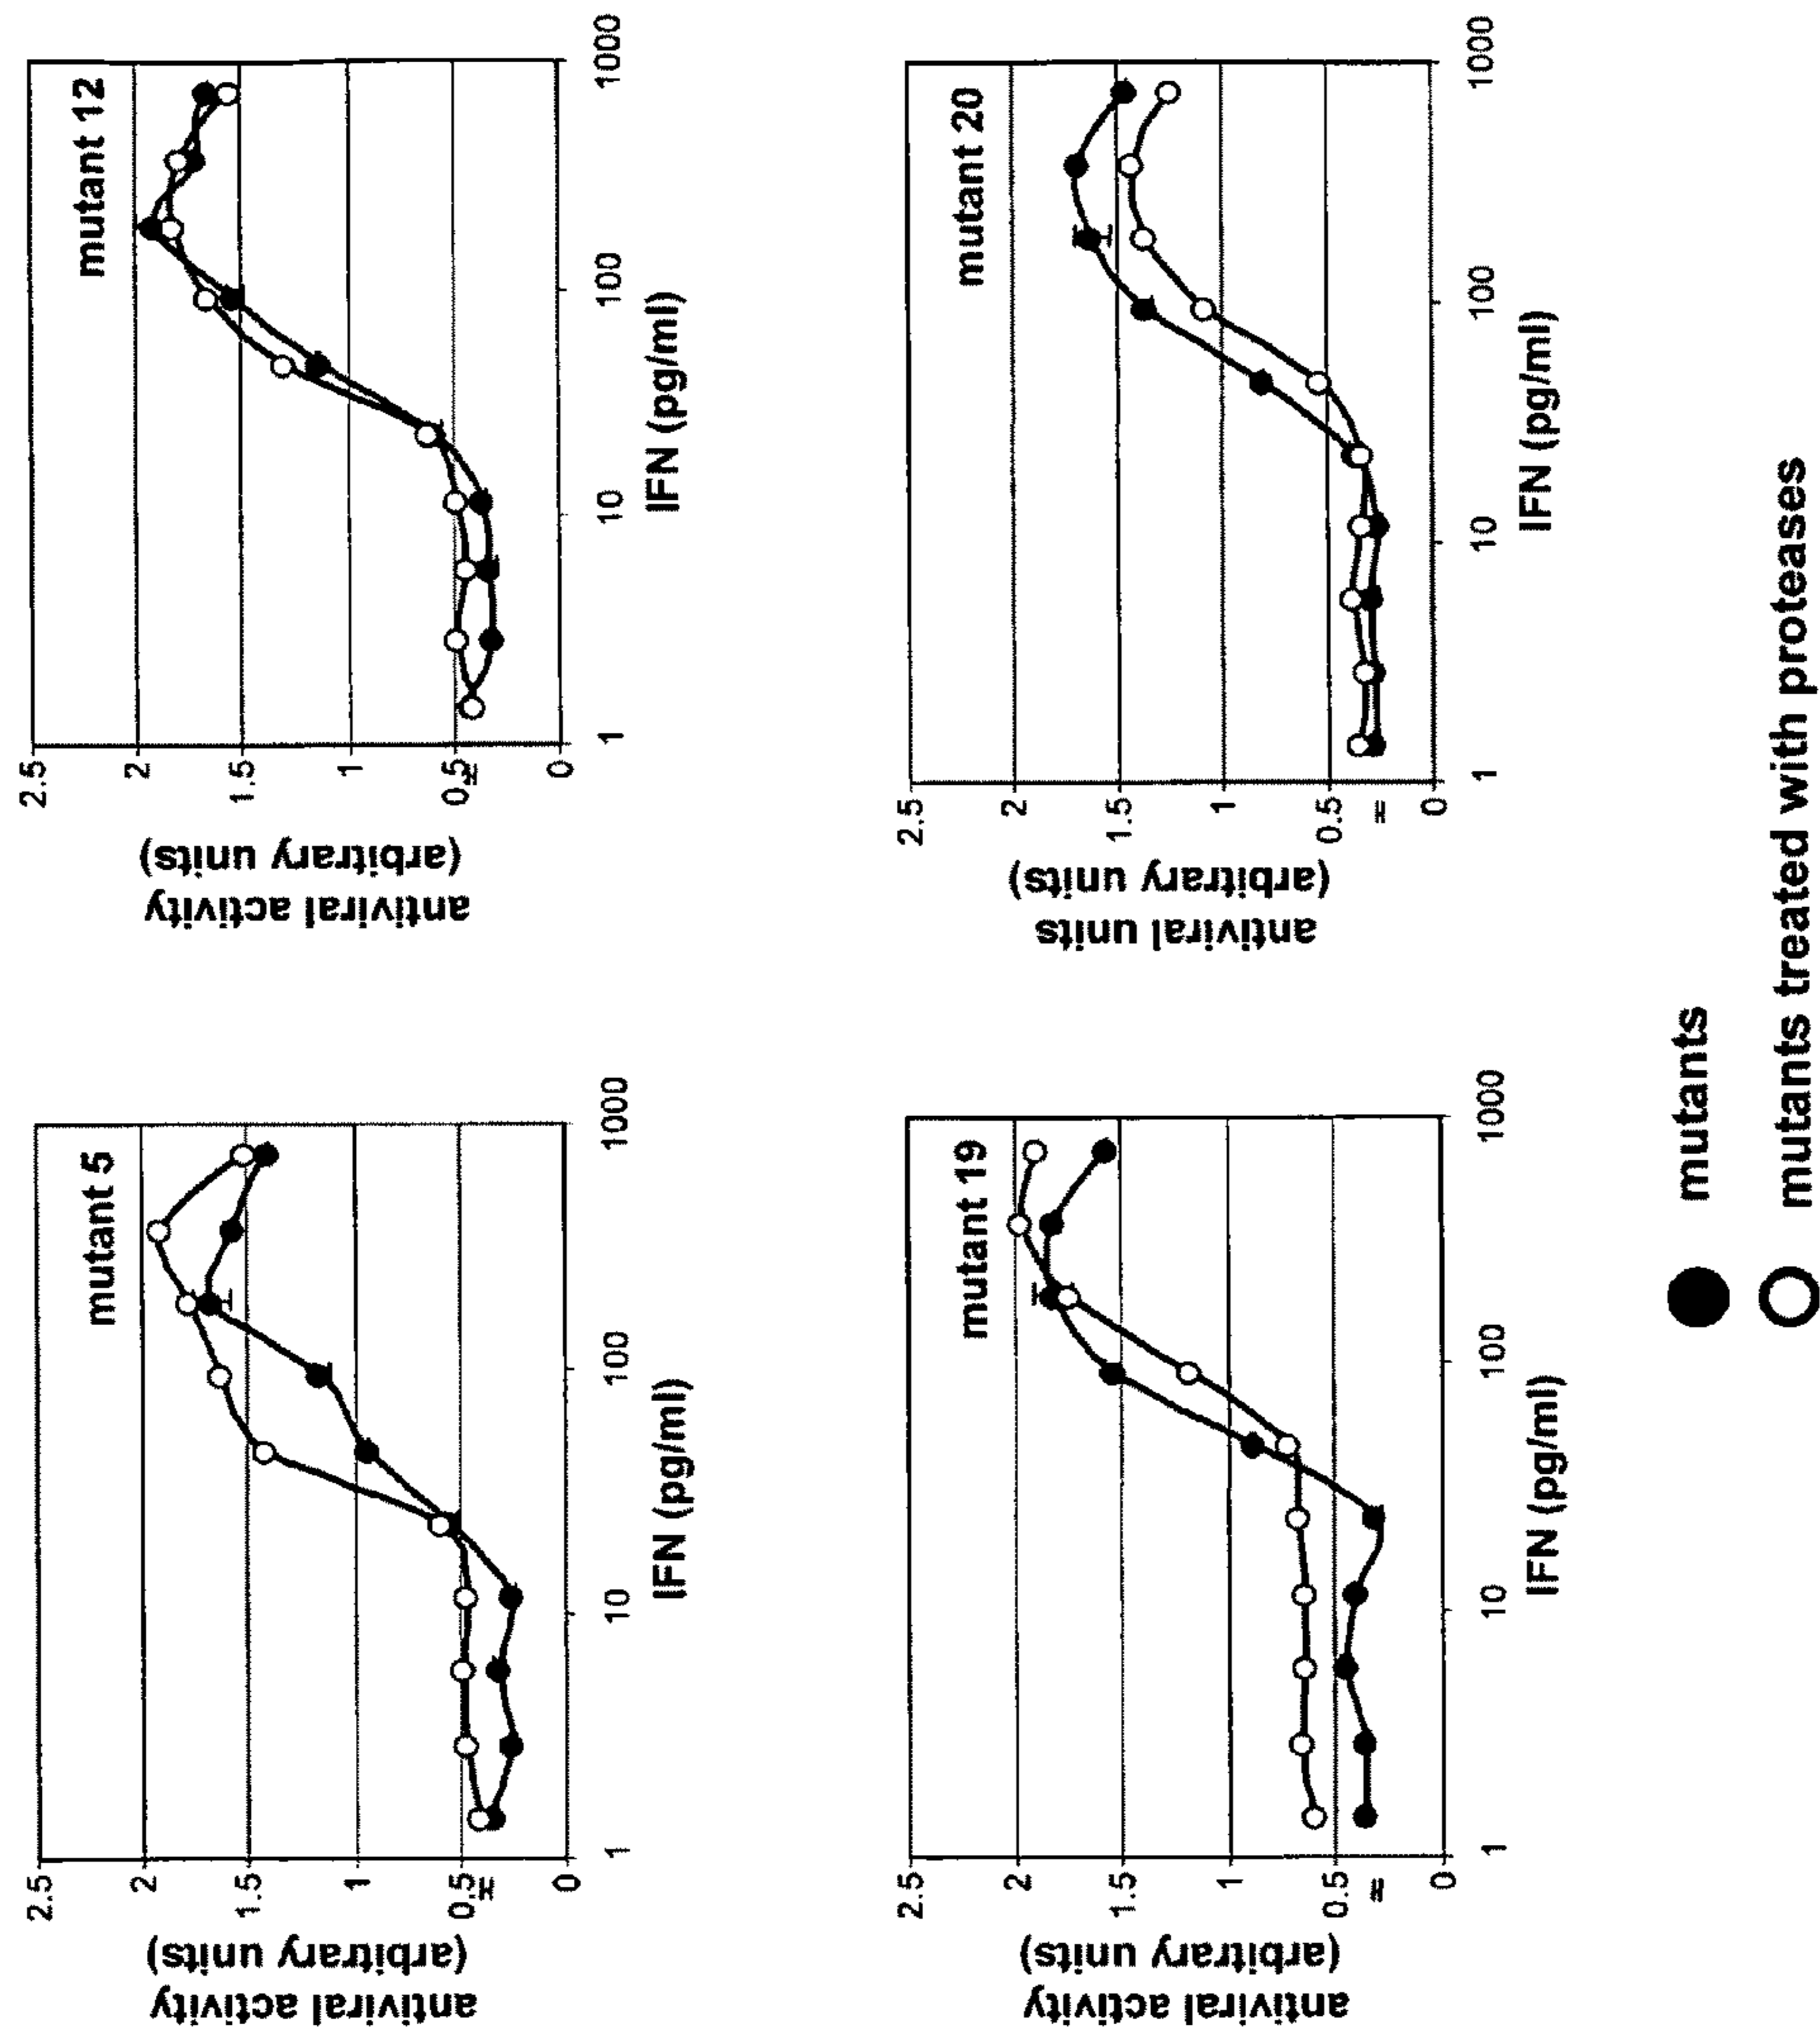 mutant 5
antiviral activity
(arbitrary units)
2.5
2
1.5
1
0.5
0
1
10
100
1000
IFN (pg/ml)
mutant 12
antiviral activity
(arbitrary units)
2.5
2
1.5
1
0.5
0
1
10
100
1000
IFN (pg/ml)
mutant 19
antiviral activity
(arbitrary units)
2.5
2
1.5
1
0.5
0
1
10
100
1000
IFN (pg/ml)
mutant 20
antiviral units
(arbitrary units)
2.5
2
1.5
1
0.5
0
1
10
100
1000
IFN (pg/ml)
mutants
mutants treated with proteases